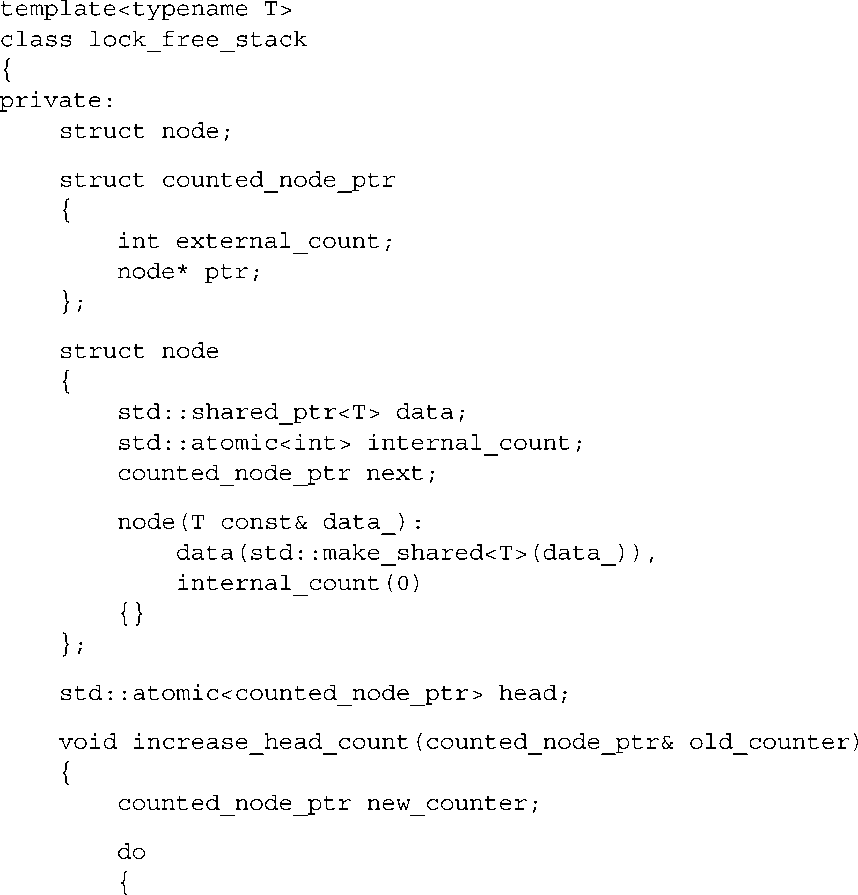 template<typename T>
class lock_free_stack
{
private:
    struct node;

    struct counted_node_ptr
    {
        int external_count;
        node* ptr;
    };

    struct node
    {
        std::shared_ptr<T> data;
        std::atomic<int> internal_count;
        counted_node_ptr next;

        node(T const& data_):
            data(std::make_shared<T>(data_)),
            internal_count(0)
        {}
    };

    std::atomic<counted_node_ptr> head;

    void increase_head_count(counted_node_ptr& old_counter)
    {
        counted_node_ptr new_counter;

        do
        {